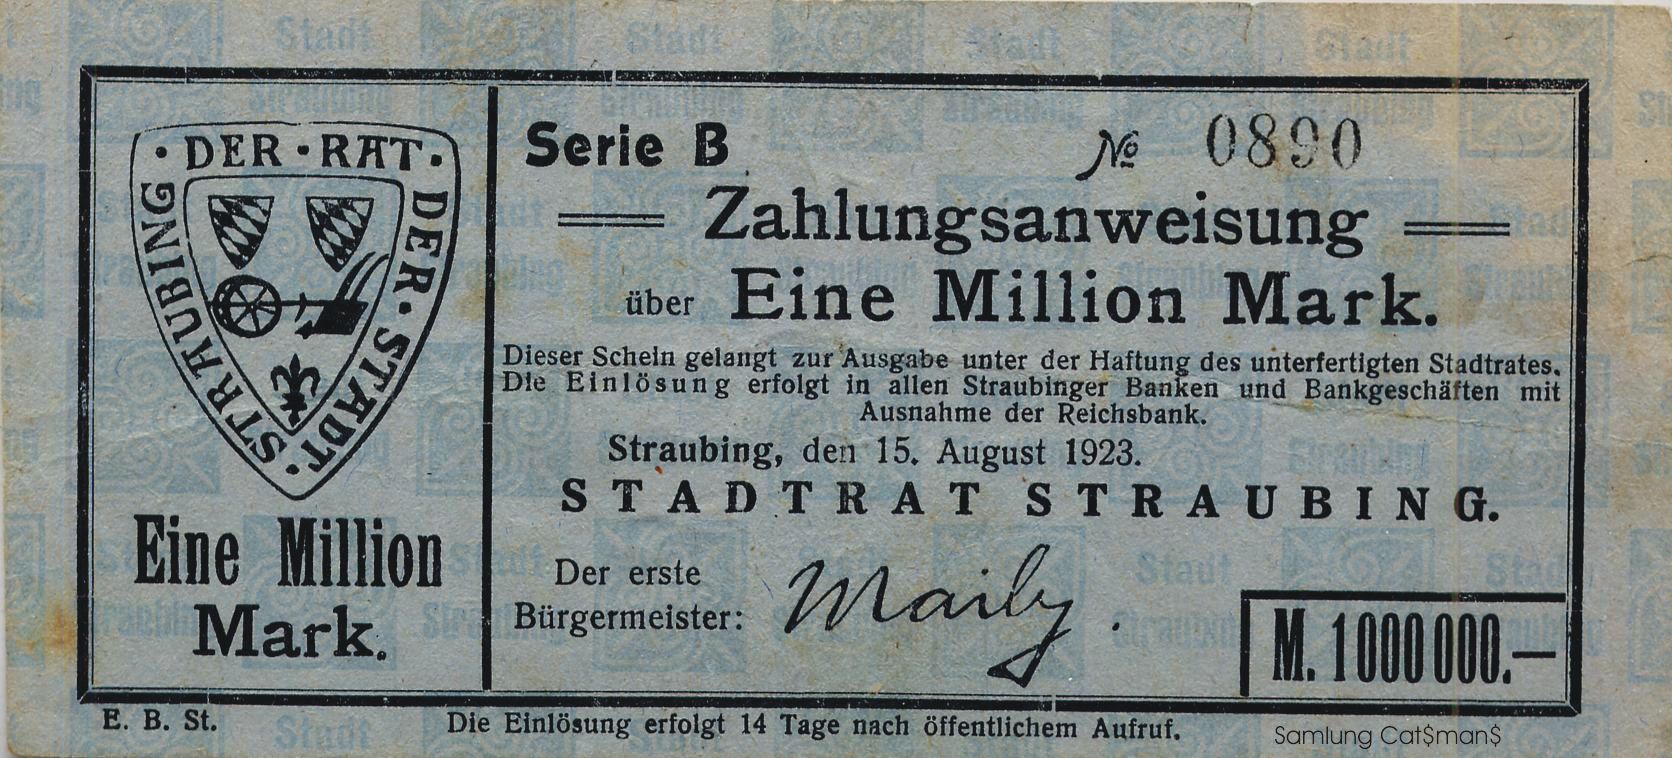 · DER · RAT · DER · STADT · STRAUBING
Eine Million
Mark.
Serie B
№ 0890
Zahlungsanweisung
über Eine Million Mark.
Dieser Schein gelangt zur Ausgabe unter der Haftung des unterfertigten Stadtrates.
Die Einlösung erfolgt in allen Straubinger Banken und Bankgeschäften mit
Ausnahme der Reichsbank.
Straubing, den 15. August 1923.
STADTRAT STRAUBING.
Der erste
Bürgermeister:
M. 1000000.—
E. B. St.
Die Einlösung erfolgt 14 Tage nach öffentlichem Aufruf.
Samlung Cat$man$
Stadt
Straubing